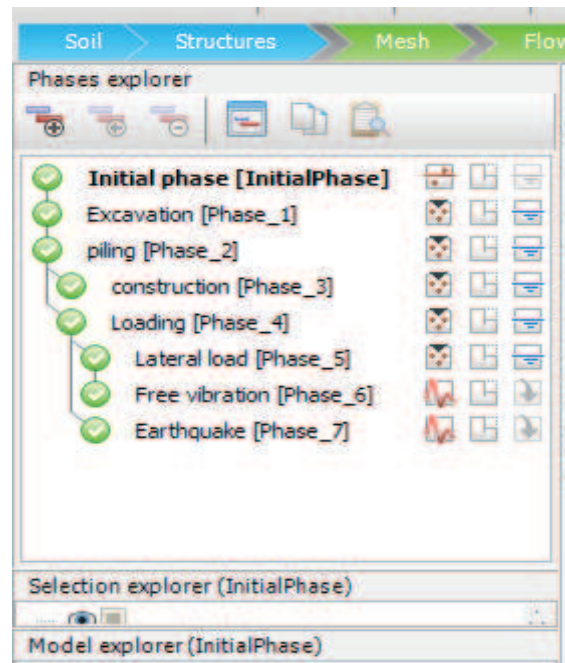 Soil Structures Mesh Flow
Phases explorer
Initial phase [InitialPhase]
Excavation [Phase_1]
piling [Phase_2]
construction [Phase_3]
Loading [Phase_4]
Lateral load [Phase_5]
Free vibration [Phase_6]
Earthquake [Phase_7]
Selection explorer (InitialPhase)
Model explorer (InitialPhase)